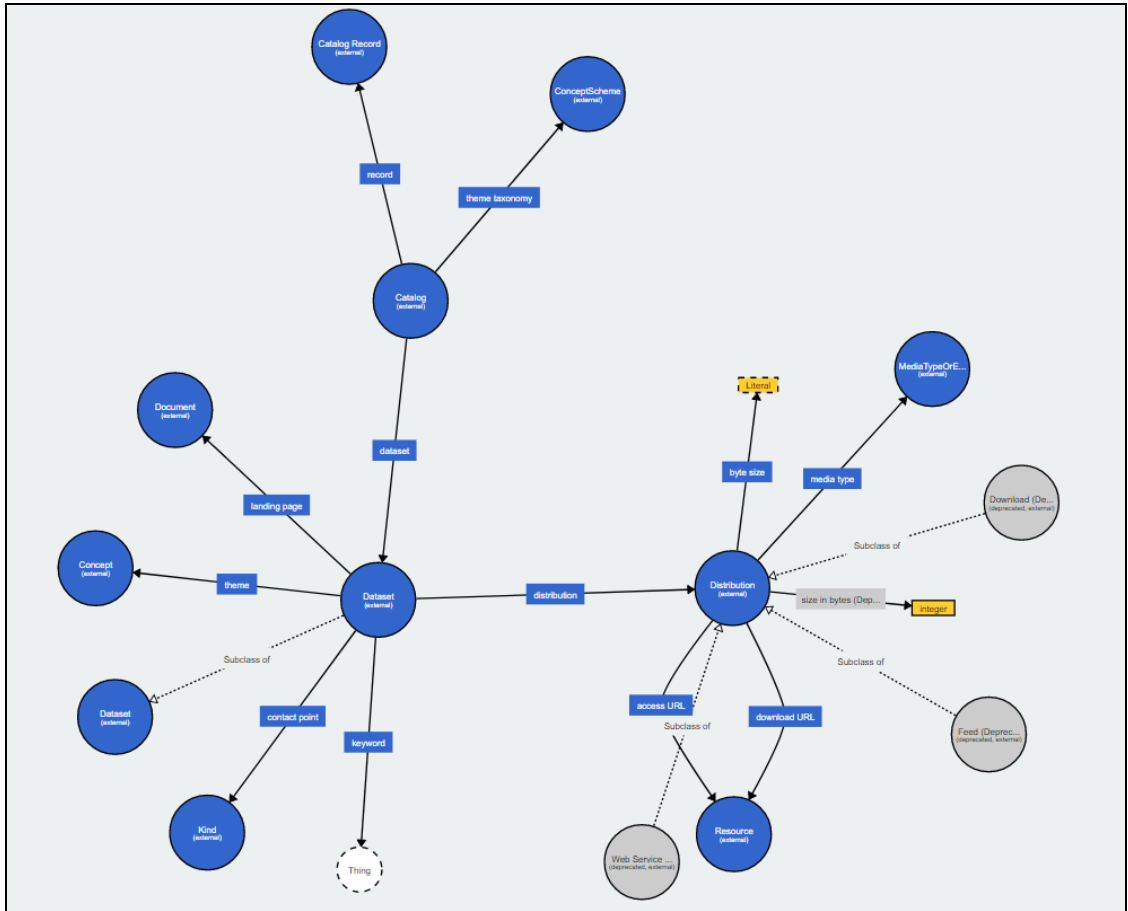 Catalog Record
(external)
ConceptScheme
(external)
record
theme taxonomy
Catalog
(external)
MediaTypeOrE...
(external)
Literal
Document
(external)
dataset
byte size
media type
Download (De...
(deprecated, external)
landing page
Subclass of
Concept
(external)
theme
Dataset
(external)
distribution
Distribution
(external)
size in bytes (Dep...
integer
Subclass of
Subclass of
Dataset
(external)
contact point
keyword
access URL
download URL
Subclass of
Feed (Deprec...
(deprecated, external)
Kind
(external)
Resource
(external)
Thing
Web Service ...
(deprecated, external)